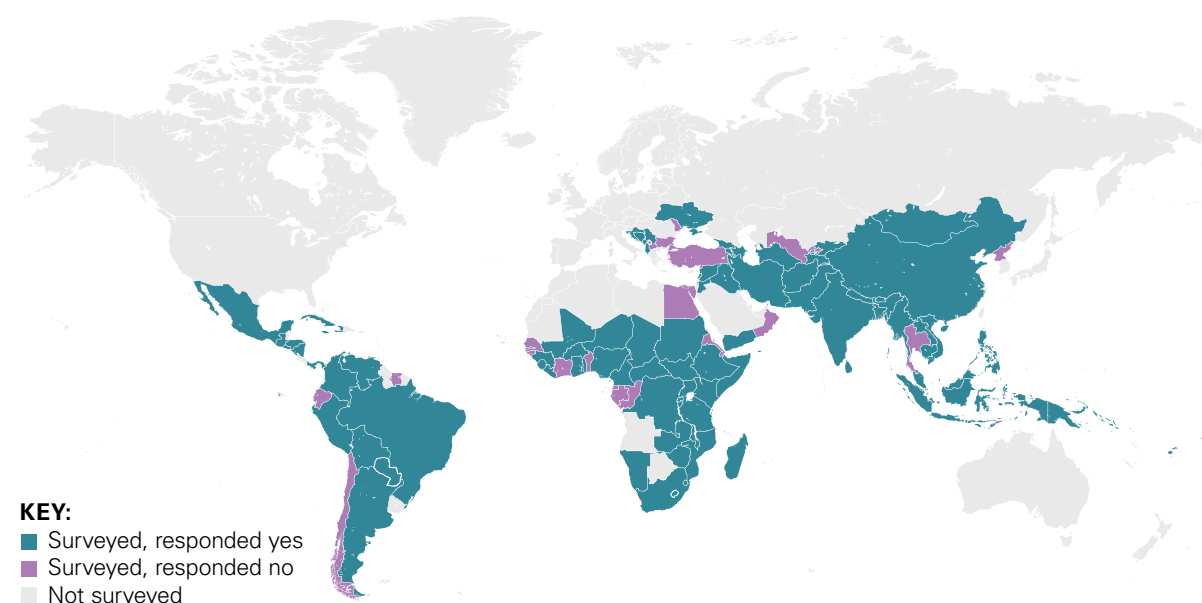 KEY:
Surveyed, responded yes
Surveyed, responded no
Not surveyed